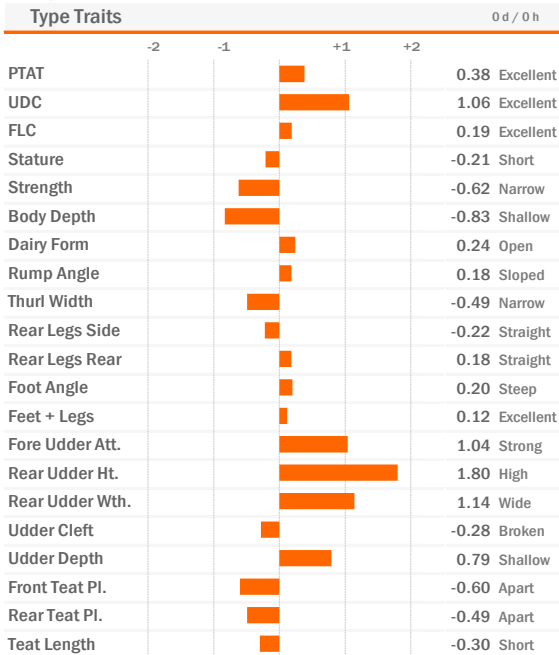 Type Traits 0 d / 0 h
-2 -1 +1 +2
PTAT 0.38 Excellent
UDC 1.06 Excellent
FLC 0.19 Excellent
Stature -0.21 Short
Strength -0.62 Narrow
Body Depth -0.83 Shallow
Dairy Form 0.24 Open
Rump Angle 0.18 Sloped
Thurl Width -0.49 Narrow
Rear Legs Side -0.22 Straight
Rear Legs Rear 0.18 Straight
Foot Angle 0.20 Steep
Feet + Legs 0.12 Excellent
Fore Udder Att. 1.04 Strong
Rear Udder Ht. 1.80 High
Rear Udder Wth. 1.14 Wide
Udder Cleft -0.28 Broken
Udder Depth 0.79 Shallow
Front Teat Pl. -0.60 Apart
Rear Teat Pl. -0.49 Apart
Teat Length -0.30 Short